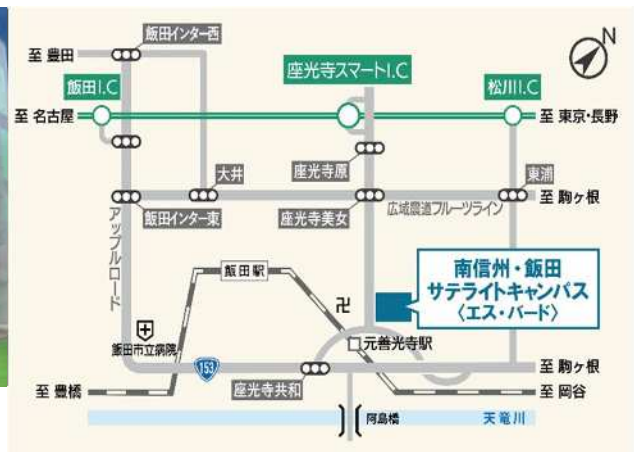 飯田インター西
N
至 豊田
座光寺スマートI.C
飯田I.C
松川I.C
至 名古屋
至 東京・長野
大井
座光寺原
東浦
至 駒ヶ根
飯田インター東
座光寺美女
広域農道フルーツライン
アップルロード
飯田駅
南信州・飯田
サテライトキャンパス
〈エス・バード〉
卍
元善光寺駅
飯田市立病院
153
至 駒ヶ根
座光寺共和
至 豊橋
至 岡谷
阿島橋
天竜川